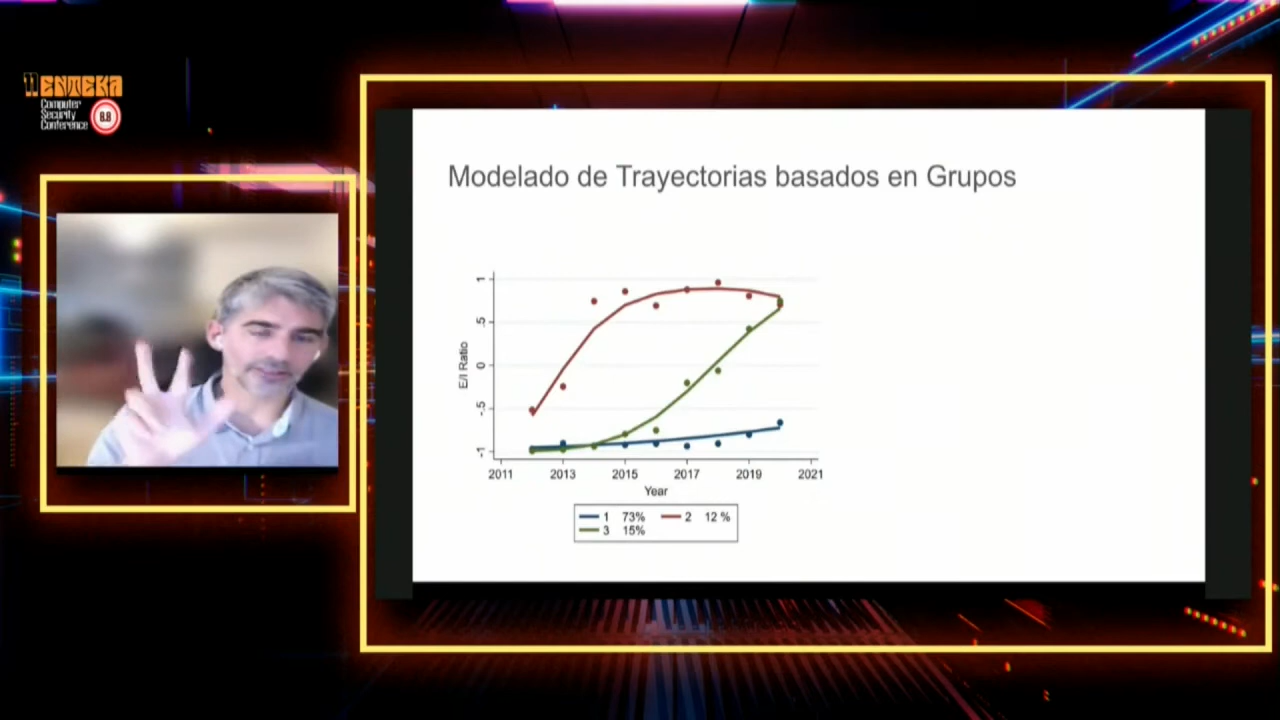 11ENTEKA
Computer
Security
Conference
8.8
Modelado de Trayectorias basados en Grupos
1
.5
0
-.5
-1
E/I Ratio
2011 2013 2015 2017 2019 2021
Year
1 73% 2 12 %
3 15%